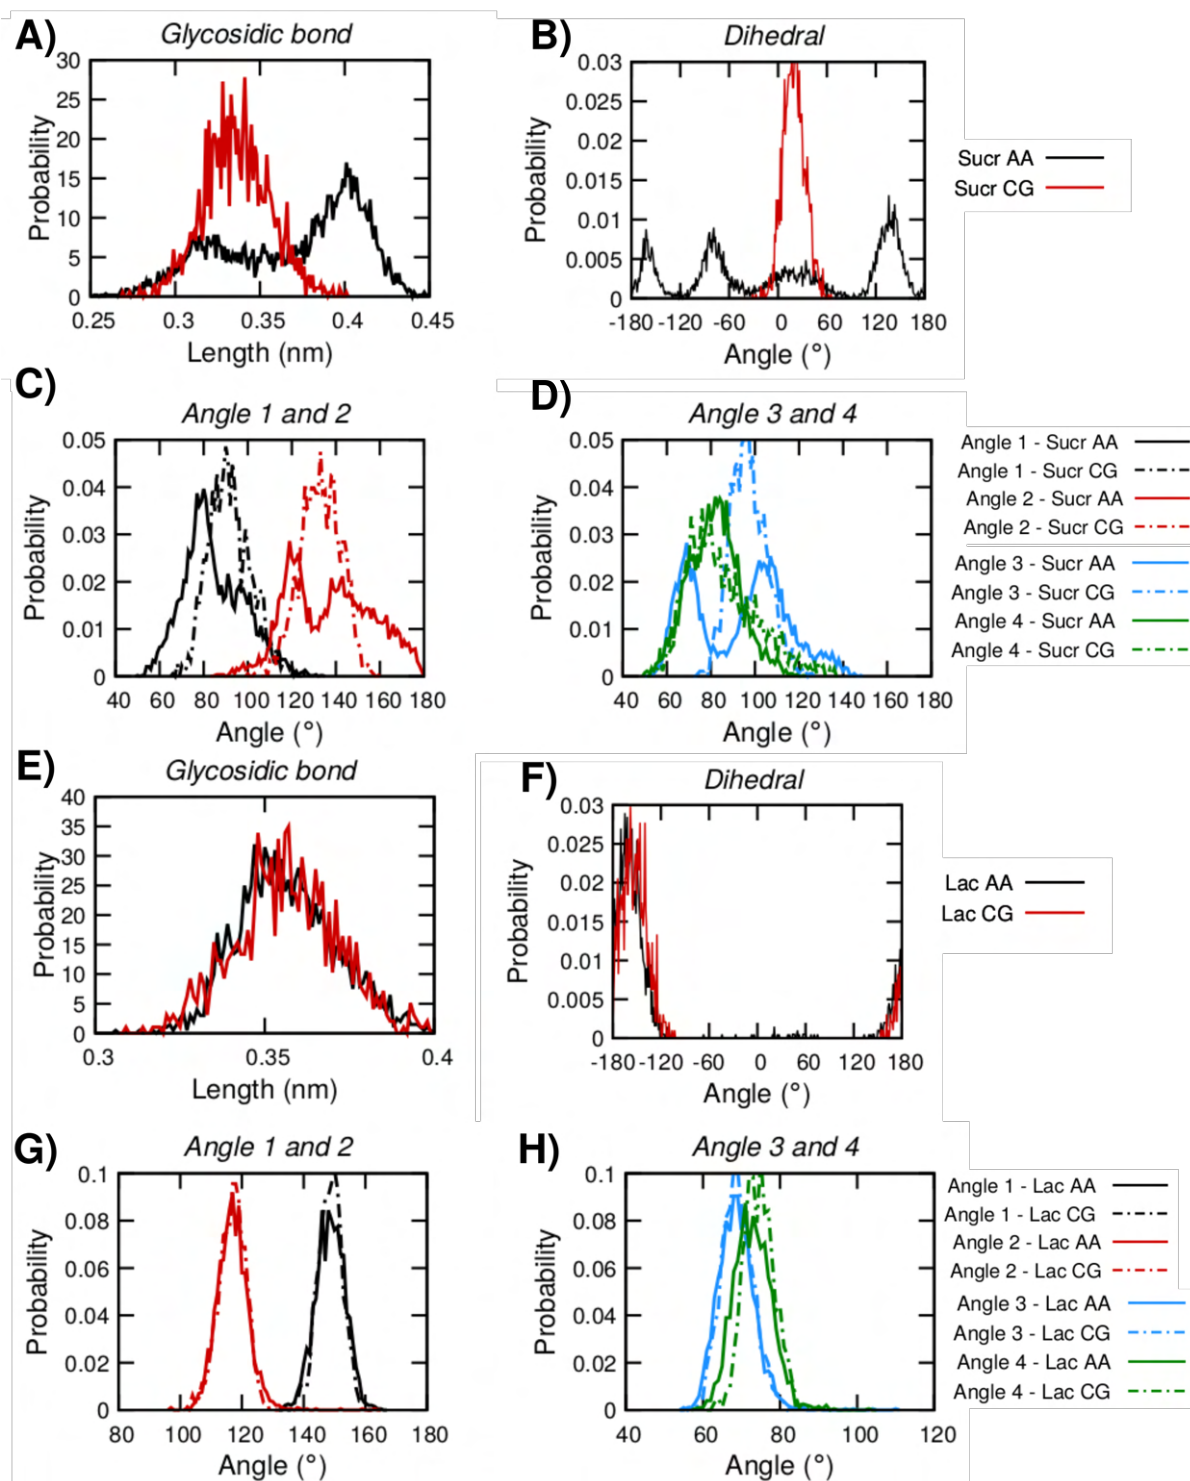 A)
Glycosidic bond
Probability
30
25
20
15
10
5
0
0.25 0.3 0.35 0.4 0.45
Length (nm)
B)
Dihedral
Probability
0.03
0.025
0.02
0.015
0.01
0.005
0
-180 -120 -60 0 60 120 180
Angle (°)
Sucr AA
Sucr CG
C)
Angle 1 and 2
Probability
0.05
0.04
0.03
0.02
0.01
0
40 60 80 100 120 140 160 180
Angle (°)
D)
Angle 3 and 4
Probability
0.05
0.04
0.03
0.02
0.01
0
40 60 80 100 120 140 160 180
Angle (°)
Angle 1 - Sucr AA
Angle 1 - Sucr CG
Angle 2 - Sucr AA
Angle 2 - Sucr CG
Angle 3 - Sucr AA
Angle 3 - Sucr CG
Angle 4 - Sucr AA
Angle 4 - Sucr CG
E)
Glycosidic bond
Probability
40
35
30
25
20
15
10
5
0
0.3 0.35 0.4
Length (nm)
F)
Dihedral
Probability
0.03
0.025
0.02
0.015
0.01
0.005
0
-180 -120 -60 0 60 120 180
Angle (°)
Lac AA
Lac CG
G)
Angle 1 and 2
Probability
0.1
0.08
0.06
0.04
0.02
0
80 100 120 140 160 180
Angle (°)
H)
Angle 3 and 4
Probability
0.1
0.08
0.06
0.04
0.02
0
40 60 80 100 120
Angle (°)
Angle 1 - Lac AA
Angle 1 - Lac CG
Angle 2 - Lac AA
Angle 2 - Lac CG
Angle 3 - Lac AA
Angle 3 - Lac CG
Angle 4 - Lac AA
Angle 4 - Lac CG